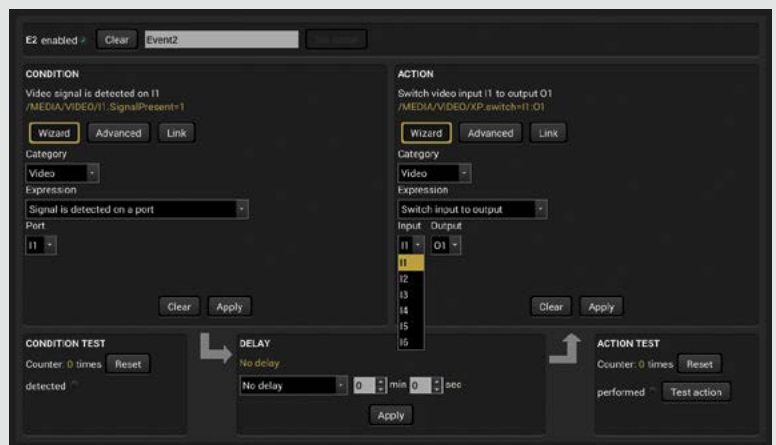 E2 enabled Clear Event2
CONDITION
Video signal is detected on I1
/MEDIA/VIDEO/I1.SignalPresent=1
Wizard Advanced Link
Category
Video
Expression
Signal is detected on a port
Port
I1
Clear Apply
ACTION
Switch video input I1 to output O1
/MEDIA/VIDEO/XP.switch=I1:O1
Wizard Advanced Link
Category
Video
Expression
Switch input to output
Input Output
I1 O1
I1
I2
I3
I4
I5
I6
Clear Apply
CONDITION TEST
Counter: 0 times Reset
detected
DELAY
No delay
No delay 0 min 0 sec
Apply
ACTION TEST
Counter: 0 times Reset
performed Test action